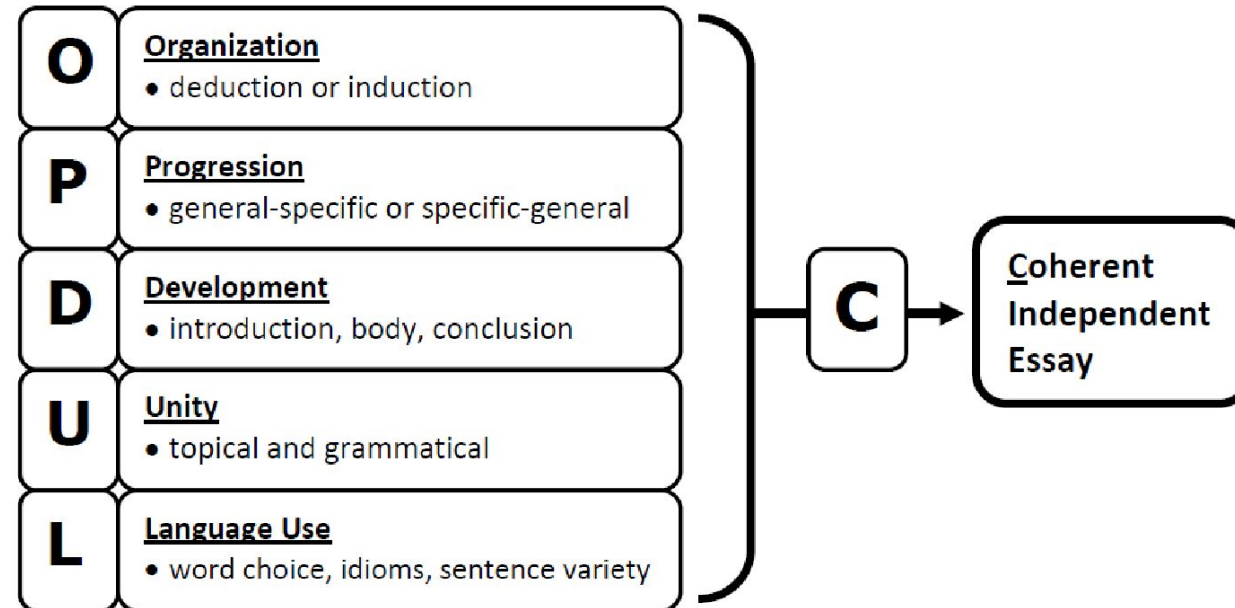 O
Organization
• deduction or induction
P
Progression
• general-specific or specific-general
D
Development
• introduction, body, conclusion
U
Unity
• topical and grammatical
L
Language Use
• word choice, idioms, sentence variety
C
Coherent
Independent
Essay